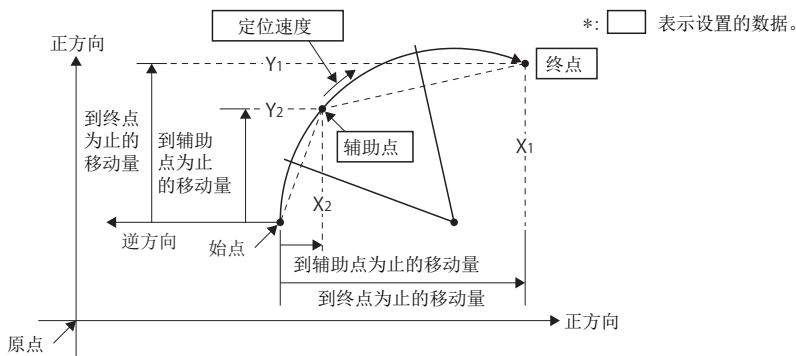 定位速度
*: 表示设置的数据。
正方向
Y1
终点
到终点
为止的
移动量
到辅助
点为止
的移动量
Y2
辅助点
X1
X2
逆方向
始点
到辅助点为止的移动量
到终点为止的移动量
正方向
原点